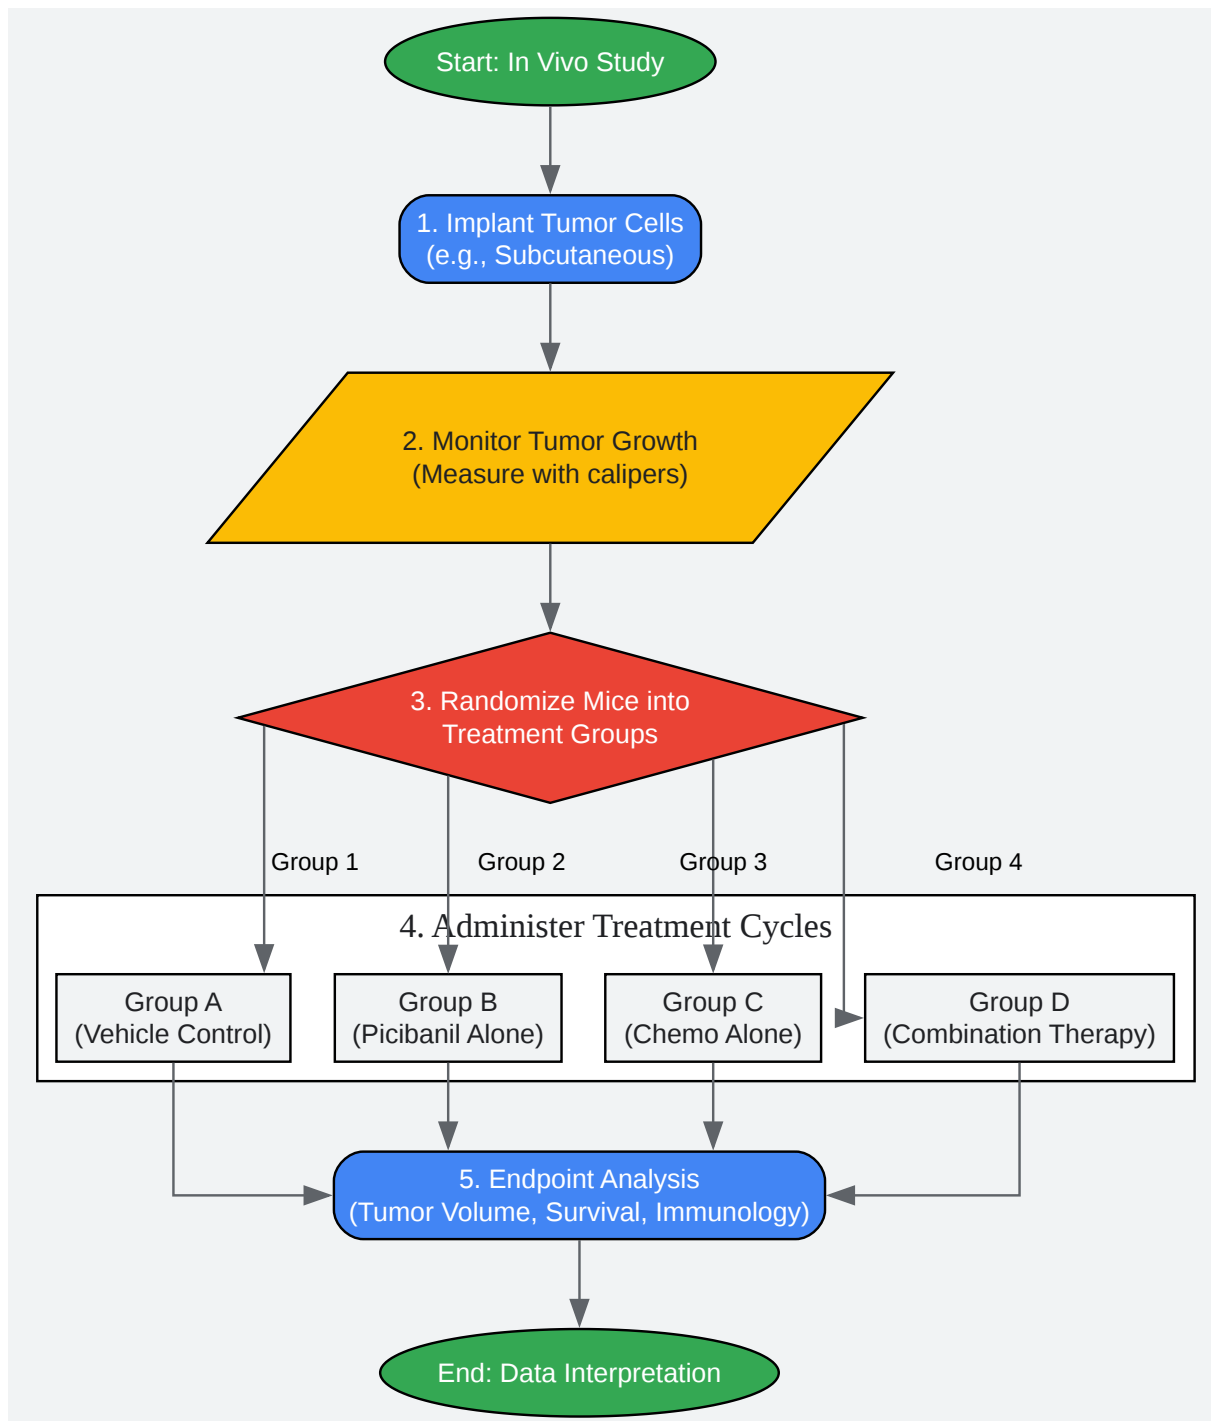 Start: In Vivo Study
1. Implant Tumor Cells
(e.g., Subcutaneous)
2. Monitor Tumor Growth
(Measure with calipers)
3. Randomize Mice into
Treatment Groups
Group 1
Group 2
Group 3
Group 4
4. Administer Treatment Cycles
Group A
(Vehicle Control)
Group B
(Picibanil Alone)
Group C
(Chemo Alone)
Group D
(Combination Therapy)
5. Endpoint Analysis
(Tumor Volume, Survival, Immunology)
End: Data Interpretation